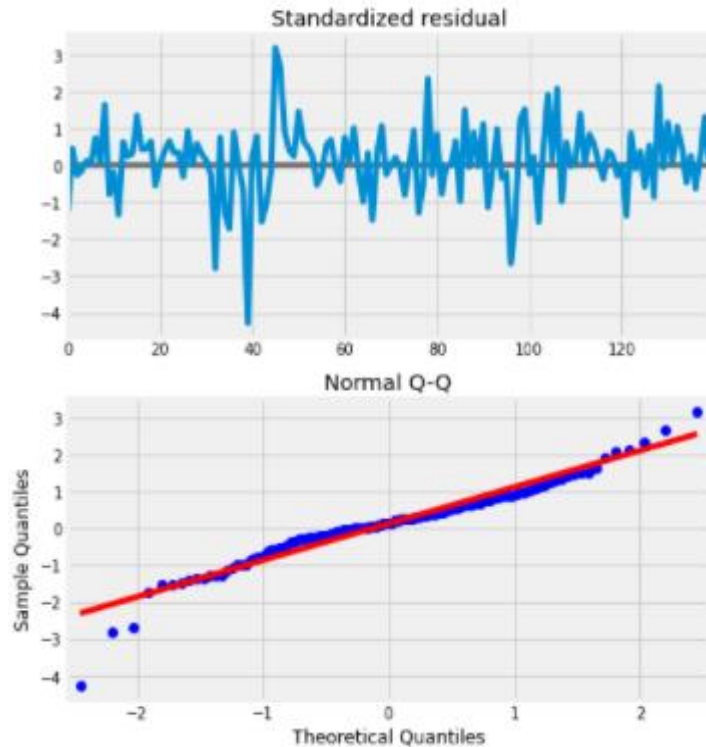 Standardized residual
3
2
1
0
−1
−2
−3
−4
0 20 40 60 80 100 120
Normal Q-Q
Sample Quantiles
3
2
1
0
−1
−2
−3
−4
−2 −1 0 1 2
Theoretical Quantiles